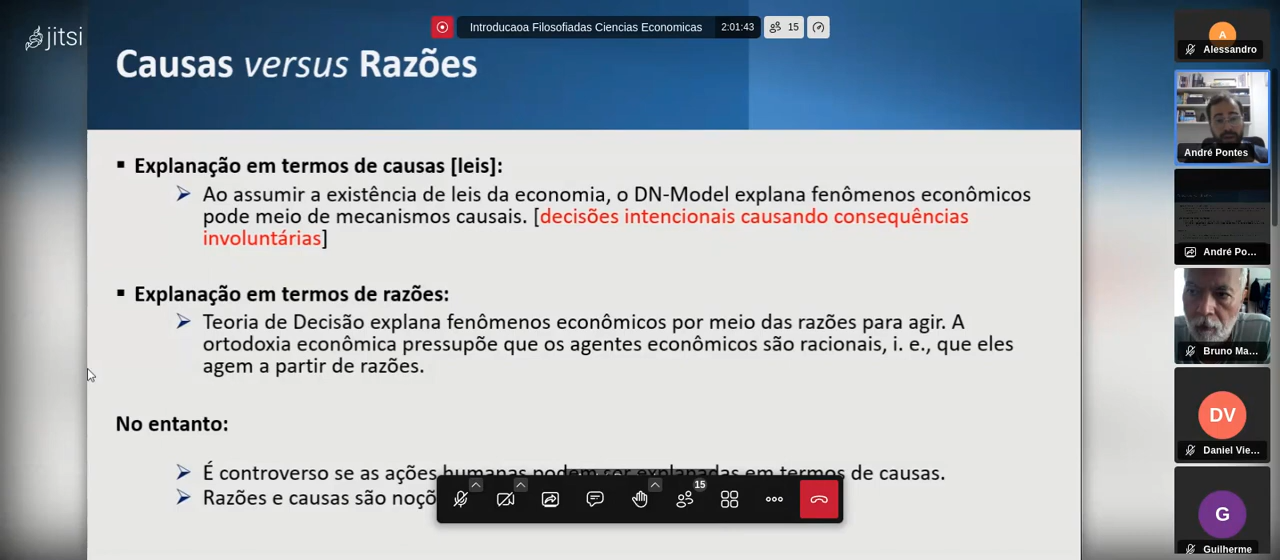 jitsi
Introducaoa Filosofiadas Ciencias Economicas
2:01:43
15
Causas versus Razões
Explanação em termos de causas [leis]:
Ao assumir a existência de leis da economia, o DN-Model explana fenômenos econômicos
pode meio de mecanismos causais. [decisões intencionais causando consequências
involuntárias]
Explanação em termos de razões:
Teoria de Decisão explana fenômenos econômicos por meio das razões para agir. A
ortodoxia econômica pressupõe que os agentes econômicos são racionais, i. e., que eles
agem a partir de razões.
No entanto:
É controverso se as ações humanas podem ser explanadas em termos de causas.
Razões e causas são
15
A
Alessandro
André Pontes
André Po...
Bruno Ma...
DV
Daniel Vie...
G
Guilherme